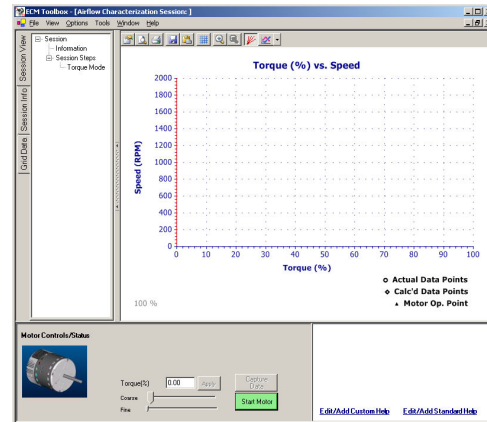 ECM Toolbox - [Airflow Characterization Session: ]
File View Options Tools Window Help
Session View
Session Info
Grid Data
Session
Information
Session Steps
Torque Mode
Torque (%) vs. Speed
Speed (RPM)
2000
1800
1600
1400
1200
1000
800
600
400
200
0
0 10 20 30 40 50 60 70 80 90 100
Torque (%)
Actual Data Points
Calc'd Data Points
Motor Op. Point
100 %
Motor Controls/Status
Torque(%) 0.00 Apply Capture Data
Coarse
Fine
Start Motor
Edit/Add Custom Help Edit/Add Standard Help